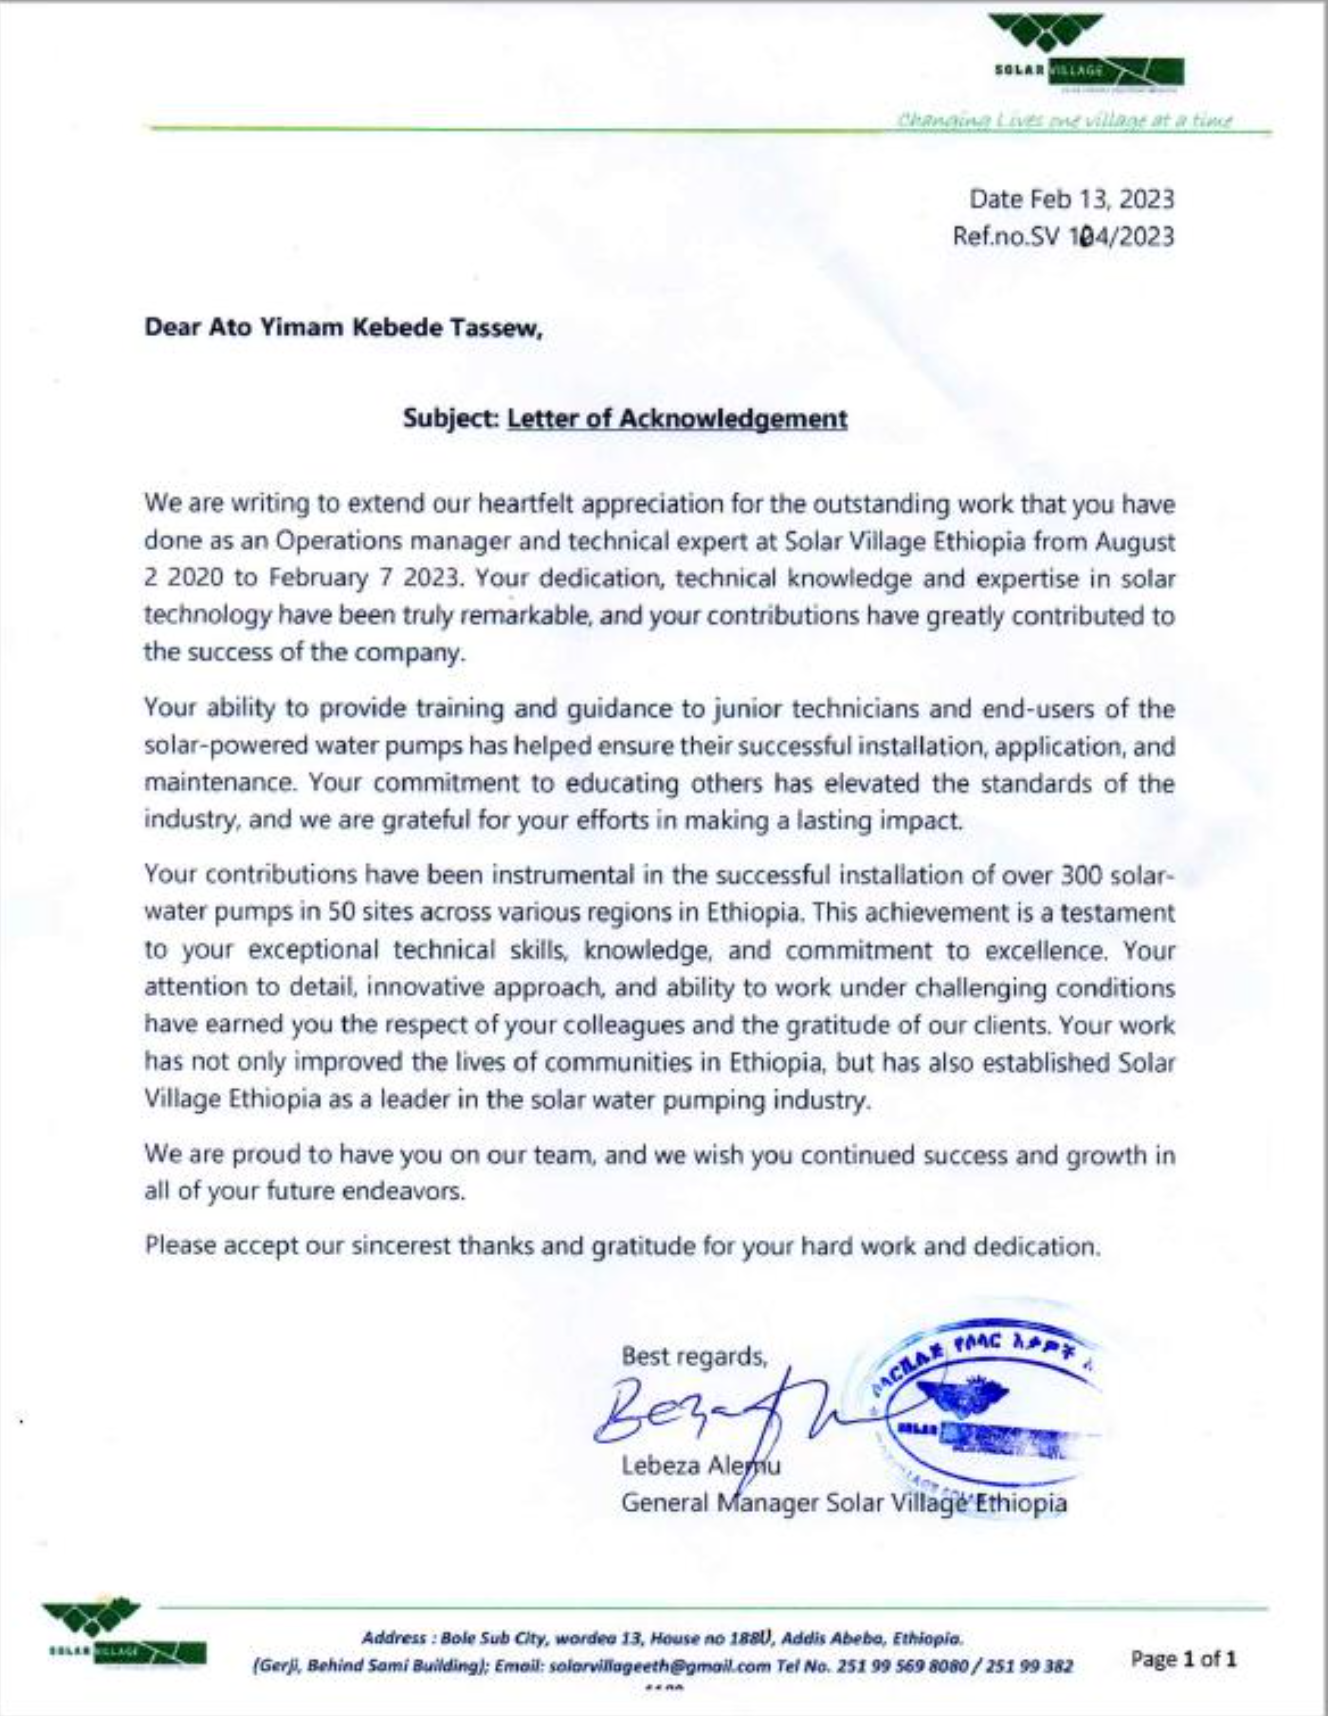 SOLAR VILLAGE
Changing Lives one village at a time
Date Feb 13, 2023
Ref.no.SV 104/2023
Dear Ato Yimam Kebede Tassew,
Subject: Letter of Acknowledgement
We are writing to extend our heartfelt appreciation for the outstanding work that you have
done as an Operations manager and technical expert at Solar Village Ethiopia from August
2 2020 to February 7 2023. Your dedication, technical knowledge and expertise in solar
technology have been truly remarkable, and your contributions have greatly contributed to
the success of the company.
Your ability to provide training and guidance to junior technicians and end-users of the
solar-powered water pumps has helped ensure their successful installation, application, and
maintenance. Your commitment to educating others has elevated the standards of the
industry, and we are grateful for your efforts in making a lasting impact.
Your contributions have been instrumental in the successful installation of over 300 solar-
water pumps in 50 sites across various regions in Ethiopia. This achievement is a testament
to your exceptional technical skills, knowledge, and commitment to excellence. Your
attention to detail, innovative approach, and ability to work under challenging conditions
have earned you the respect of your colleagues and the gratitude of our clients. Your work
has not only improved the lives of communities in Ethiopia, but has also established Solar
Village Ethiopia as a leader in the solar water pumping industry.
We are proud to have you on our team, and we wish you continued success and growth in
all of your future endeavors.
Please accept our sincerest thanks and gratitude for your hard work and dedication.
Best regards,
Lebeza Alemu
General Manager Solar Village Ethiopia
SOLAR
SOLAR VILLAGE
Address : Bole Sub City, wordea 13, House no Addis Abeba, Ethiopia.
(Gerji, Behind Sami Building); Email: solarvillageeth@gmail.com Tel No. 251 99 569 8080 / 251 99 382
Page 1 of 1